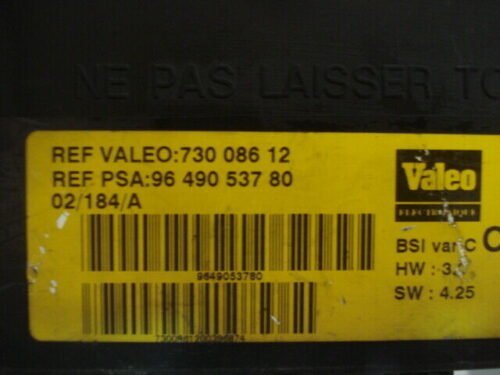 NE PAS LAISSER
REF VALEO:730 086 12
REF PSA:96 490 537 80
02/184/A
Valeo
ELECTRONIQUE
BSI var C
HW : 3.
SW : 4.25
9649053780